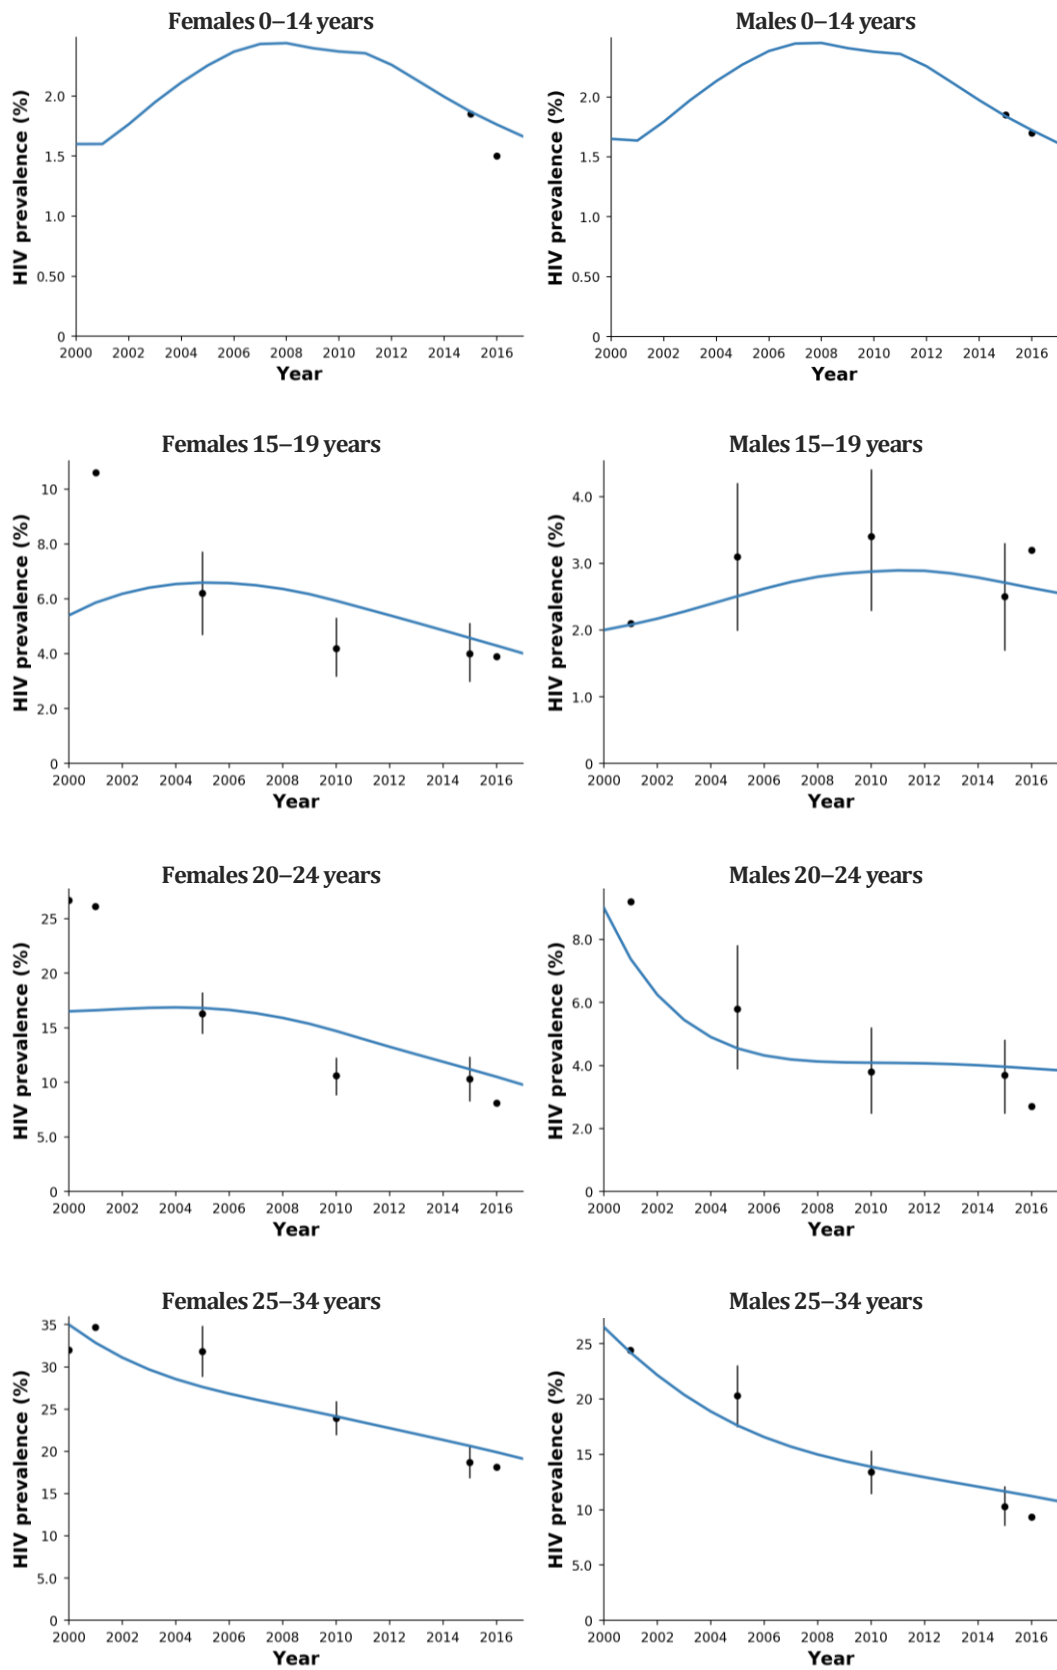 Females 0–14 years
HIV prevalence (%)
2.0
1.5
1.0
0.50
0
2000 2002 2004 2006 2008 2010 2012 2014 2016
Year
Males 0–14 years
HIV prevalence (%)
2.0
1.5
1.0
0.50
0
2000 2002 2004 2006 2008 2010 2012 2014 2016
Year
Females 15–19 years
HIV prevalence (%)
10
8.0
6.0
4.0
2.0
0
2000 2002 2004 2006 2008 2010 2012 2014 2016
Year
Males 15–19 years
HIV prevalence (%)
4.0
3.0
2.0
1.0
0
2000 2002 2004 2006 2008 2010 2012 2014 2016
Year
Females 20–24 years
HIV prevalence (%)
25
20
15
10
5.0
0
2000 2002 2004 2006 2008 2010 2012 2014 2016
Year
Males 20–24 years
HIV prevalence (%)
8.0
6.0
4.0
2.0
0
2000 2002 2004 2006 2008 2010 2012 2014 2016
Year
Females 25–34 years
HIV prevalence (%)
35
30
25
20
15
10
5.0
0
2000 2002 2004 2006 2008 2010 2012 2014 2016
Year
Males 25–34 years
HIV prevalence (%)
25
20
15
10
5.0
0
2000 2002 2004 2006 2008 2010 2012 2014 2016
Year